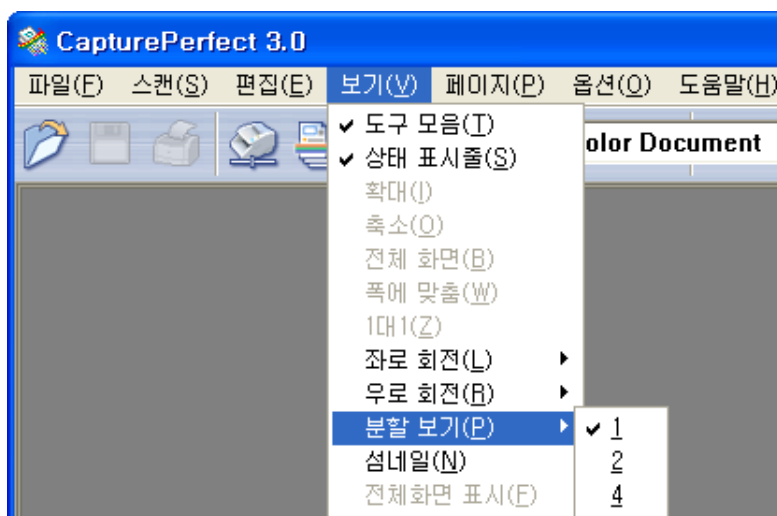 CapturePerfect 3.0
파일(F) 스캔(S) 편집(E) 보기(V) 페이지(P) 옵션(O) 도움말(H)
도구 모음(T)
olor Document
상태 표시줄(S)
확대(I)
축소(O)
전체 화면(B)
폭에 맞춤(W)
1대1(Z)
좌로 회전(L)
우로 회전(R)
분할 보기(P)
1
섬네일(N)
2
전체화면 표시(F)
4